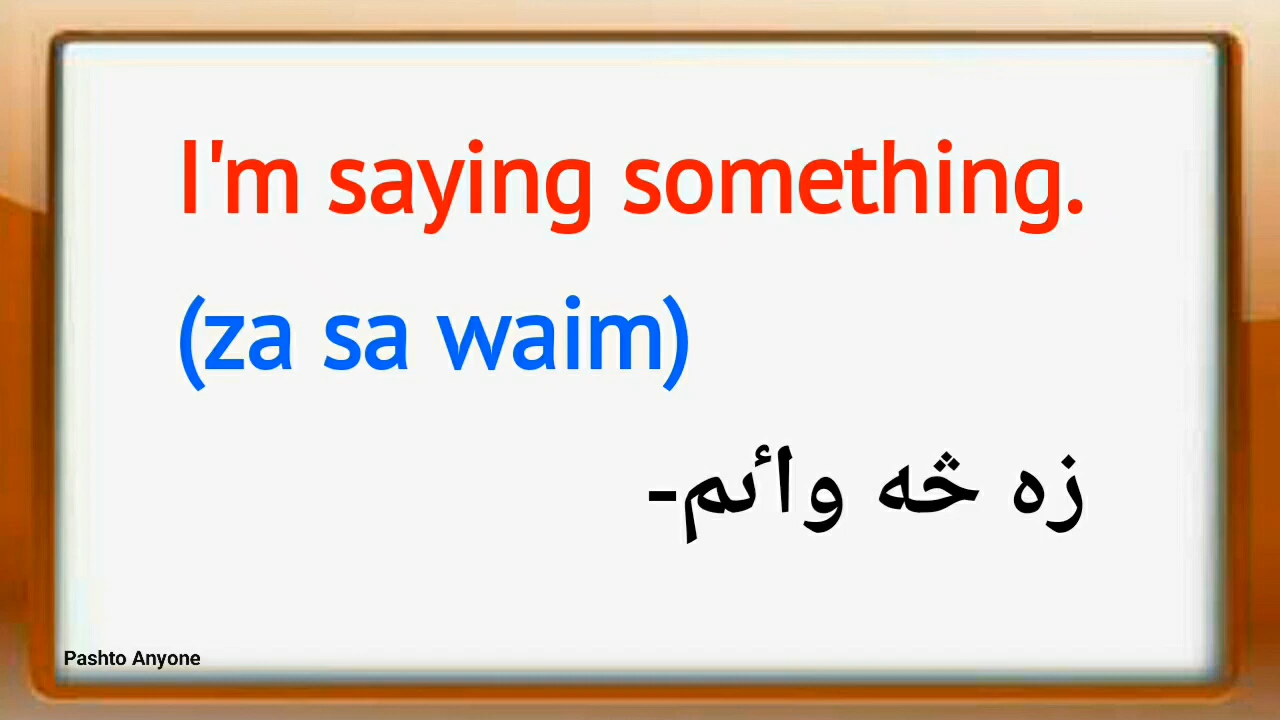 I'm saying something.
(za sa waim)
زه څه وائم-
Pashto Anyone